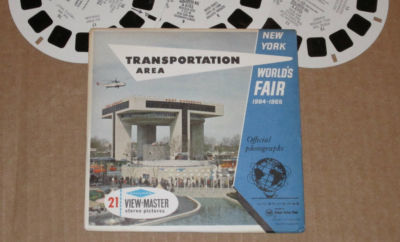 NEW
YORK
WORLD'S
FAIR
1964-1965
TRANSPORTATION
AREA
Official
photographs
21
VIEW-MASTER
stereo pictures